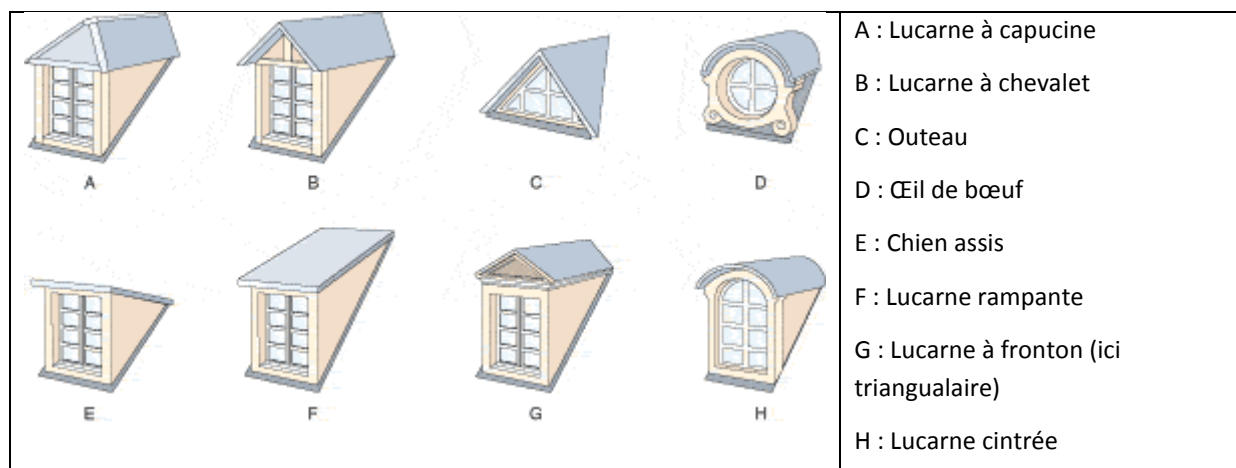 A
B
C
D
E
F
G
H
A : Lucarne à capucine
B : Lucarne à chevalet
C : Outeau
D : Œil de bœuf
E : Chien assis
F : Lucarne rampante
G : Lucarne à fronton (ici
triangualaire)
H : Lucarne cintrée